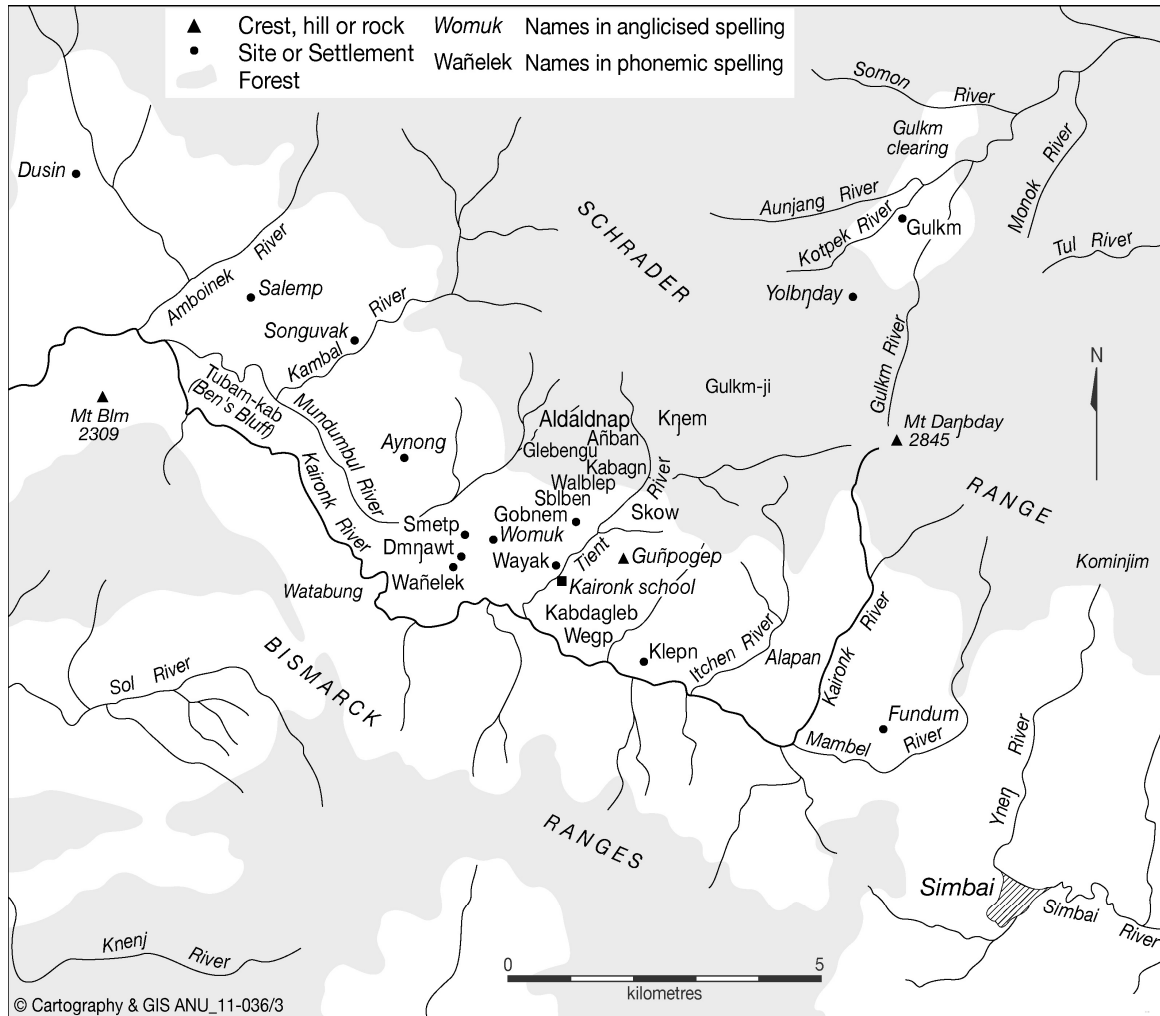 Crest, hill or rock
Womuk Names in anglicised spelling
Site or Settlement
Wañelek Names in phonemic spelling
Forest
Somon River
Gulkm
clearing
Monok River
Dusin
Aunjang River
Kotpek River
Gulkm
Tul River
SCHRADER
Amboinek River
Salemp
Yolbŋday
Songuvak
Kambal River
Gulkm River
N
Tubam-kab
(Ben's Bluff)
Mt Blm
2309
Mundumbul River
Gulkm-ji
Aldaldnap
Kŋem
Mt Daŋbday
2845
Añban
Aynong
Glebengu
Kabagn
Kaironk River
Walblep
River
Sblben
RANGE
Gobnem
Skow
Smetp
Womuk
Dmŋawt
Wayak
Tient
Guñpogep
Kominjim
Wañelek
Kaironk school
Watabung
Kabdagleb
Wegp
Kaironk River
BISMARCK
Klepn
Itchen River
Alapan
Sol River
Fundum
Mambel River
Yneŋ River
RANGES
Simbai
Simbai River
Knenj River
0 5
kilometres
© Cartography & GIS ANU_11-036/3